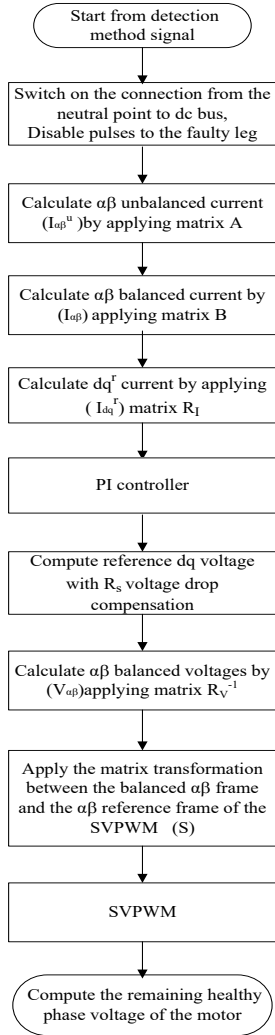 Start from detection
method signal
Switch on the connection from the
neutral point to dc bus,
Disable pulses to the faulty leg
Calculate αβ unbalanced current
(Iαβᵘ )by applying matrix A
Calculate αβ balanced current by
(Iαβ) applying matrix B
Calculate dqʳ current by applying
( Idqʳ) matrix RI
PI controller
Compute reference dq voltage
with Rs voltage drop
compensation
Calculate αβ balanced voltages by
(Vαβ)applying matrix RV⁻¹
Apply the matrix transformation
between the balanced αβ frame
and the αβ reference frame of the
SVPWM (S)
SVPWM
Compute the remaining healthy
phase voltage of the motor